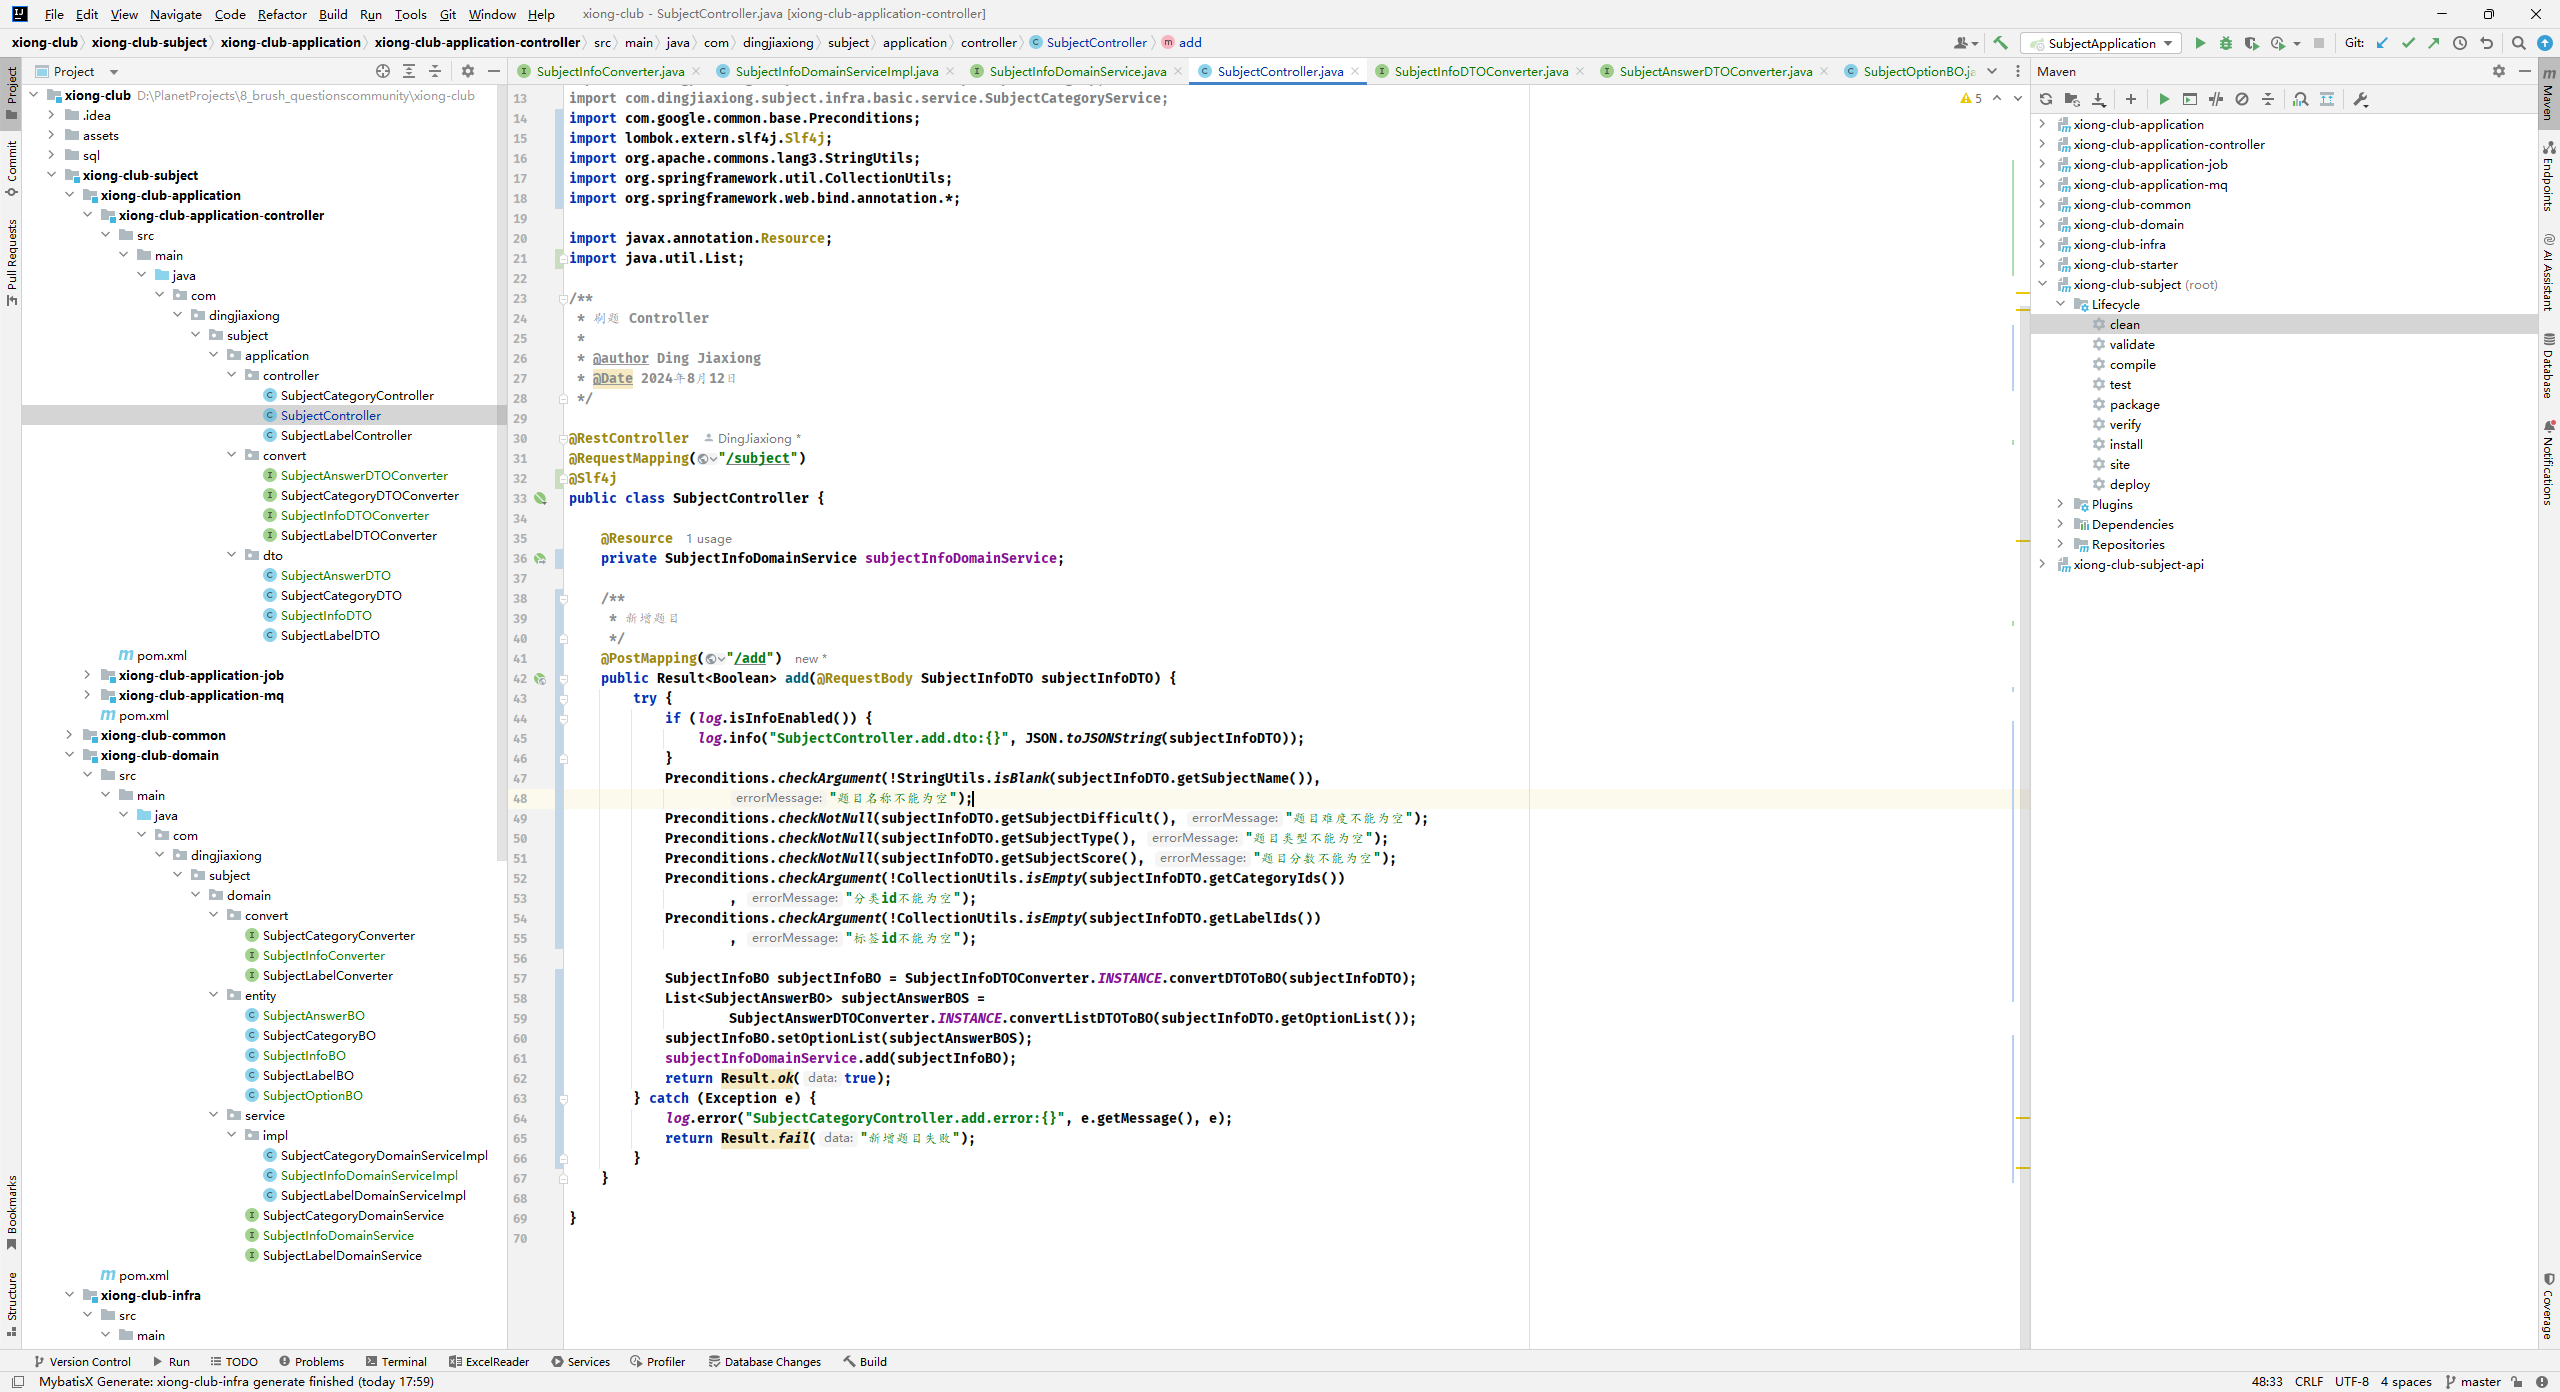 File Edit View Navigate Code Refactor Build Run Tools Git Window Help xiong-club - SubjectController.java [xiong-club-application-controller]
xiong-club xiong-club-subject xiong-club-application xiong-club-application-controller src main java com dingjiaxiong subject application controller SubjectController add SubjectApplication Git:
Project
SubjectInfoConverter.java SubjectInfoDomainServiceImpl.java SubjectInfoDomainService.java SubjectController.java SubjectInfoDTOConverter.java SubjectAnswerDTOConverter.java SubjectOptionBO.ja
Maven
Project
Commit
Pull Requests
Bookmarks
Structure
xiong-club D:\PlanetProjects\8_brush_questionscommunity\xiong-club
.idea
assets
sql
xiong-club-subject
xiong-club-application
xiong-club-application-controller
src
main
java
com
dingjiaxiong
subject
application
controller
SubjectCategoryController
SubjectController
SubjectLabelController
convert
SubjectAnswerDTOConverter
SubjectCategoryDTOConverter
SubjectInfoDTOConverter
SubjectLabelDTOConverter
dto
SubjectAnswerDTO
SubjectCategoryDTO
SubjectInfoDTO
SubjectLabelDTO
pom.xml
xiong-club-application-job
xiong-club-application-mq
pom.xml
xiong-club-common
xiong-club-domain
src
main
java
com
dingjiaxiong
subject
domain
convert
SubjectCategoryConverter
SubjectInfoConverter
SubjectLabelConverter
entity
SubjectAnswerBO
SubjectCategoryBO
SubjectInfoBO
SubjectLabelBO
SubjectOptionBO
service
impl
SubjectCategoryDomainServiceImpl
SubjectInfoDomainServiceImpl
SubjectLabelDomainServiceImpl
SubjectCategoryDomainService
SubjectInfoDomainService
SubjectLabelDomainService
pom.xml
xiong-club-infra
src
main
5
13 import com.dingjiaxiong.subject.infra.basic.service.SubjectCategoryService;
14 import com.google.common.base.Preconditions;
15 import lombok.extern.slf4j.Slf4j;
16 import org.apache.commons.lang3.StringUtils;
17 import org.springframework.util.CollectionUtils;
18 import org.springframework.web.bind.annotation.*;
19
20 import javax.annotation.Resource;
21 import java.util.List;
22
23 /**
24 * 刷题 Controller
25 *
26 * @author Ding Jiaxiong
27 * @Date 2024年8月12日
28 */
29
30 @RestController DingJiaxiong *
31 @RequestMapping("/subject")
32 @Slf4j
33 public class SubjectController {
34
35 @Resource 1 usage
36 private SubjectInfoDomainService subjectInfoDomainService;
37
38 /**
39 * 新增题目
40 */
41 @PostMapping("/add") new *
42 public Result<Boolean> add(@RequestBody SubjectInfoDTO subjectInfoDTO) {
43 try {
44 if (log.isInfoEnabled()) {
45 log.info("SubjectController.add.dto:{}", JSON.toJSONString(subjectInfoDTO));
46 }
47 Preconditions.checkArgument(!StringUtils.isBlank(subjectInfoDTO.getSubjectName()),
48 errorMessage: "题目名称不能为空");
49 Preconditions.checkNotNull(subjectInfoDTO.getSubjectDifficult(), errorMessage: "题目难度不能为空");
50 Preconditions.checkNotNull(subjectInfoDTO.getSubjectType(), errorMessage: "题目类型不能为空");
51 Preconditions.checkNotNull(subjectInfoDTO.getSubjectScore(), errorMessage: "题目分数不能为空");
52 Preconditions.checkArgument(!CollectionUtils.isEmpty(subjectInfoDTO.getCategoryIds())
53 , errorMessage: "分类id不能为空");
54 Preconditions.checkArgument(!CollectionUtils.isEmpty(subjectInfoDTO.getLabelIds())
55 , errorMessage: "标签id不能为空");
56
57 SubjectInfoBO subjectInfoBO = SubjectInfoDTOConverter.INSTANCE.convertDTOToBO(subjectInfoDTO);
58 List<SubjectAnswerBO> subjectAnswerBOS =
59 SubjectAnswerDTOConverter.INSTANCE.convertListDTOToBO(subjectInfoDTO.getOptionList());
60 subjectInfoBO.setOptionList(subjectAnswerBOS);
61 subjectInfoDomainService.add(subjectInfoBO);
62 return Result.ok( data: true);
63 } catch (Exception e) {
64 log.error("SubjectCategoryController.add.error:{}", e.getMessage(), e);
65 return Result.fail( data: "新增题目失败");
66 }
67 }
68
69 }
70
xiong-club-application
xiong-club-application-controller
xiong-club-application-job
xiong-club-application-mq
xiong-club-common
xiong-club-domain
xiong-club-infra
xiong-club-starter
xiong-club-subject (root)
Lifecycle
clean
validate
compile
test
package
verify
install
site
deploy
Plugins
Dependencies
Repositories
xiong-club-subject-api
Maven
Endpoints
AI Assistant
Database
Notifications
Coverage
Version Control Run TODO Problems Terminal ExcelReader Services Profiler Database Changes Build
MybatisX Generate: xiong-club-infra generate finished (today 17:59) 48:33 CRLF UTF-8 4 spaces master